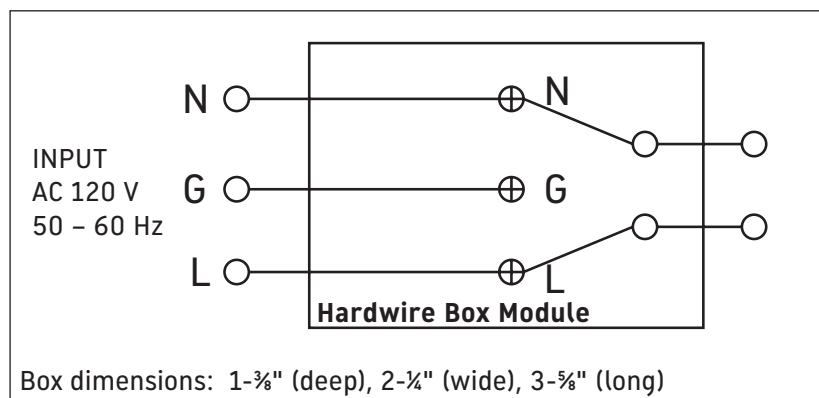 N
N
INPUT
AC 120 V
50 – 60 Hz
G
G
L
L
Hardwire Box Module
Box dimensions: 1-⅜" (deep), 2-¼" (wide), 3-⅝" (long)